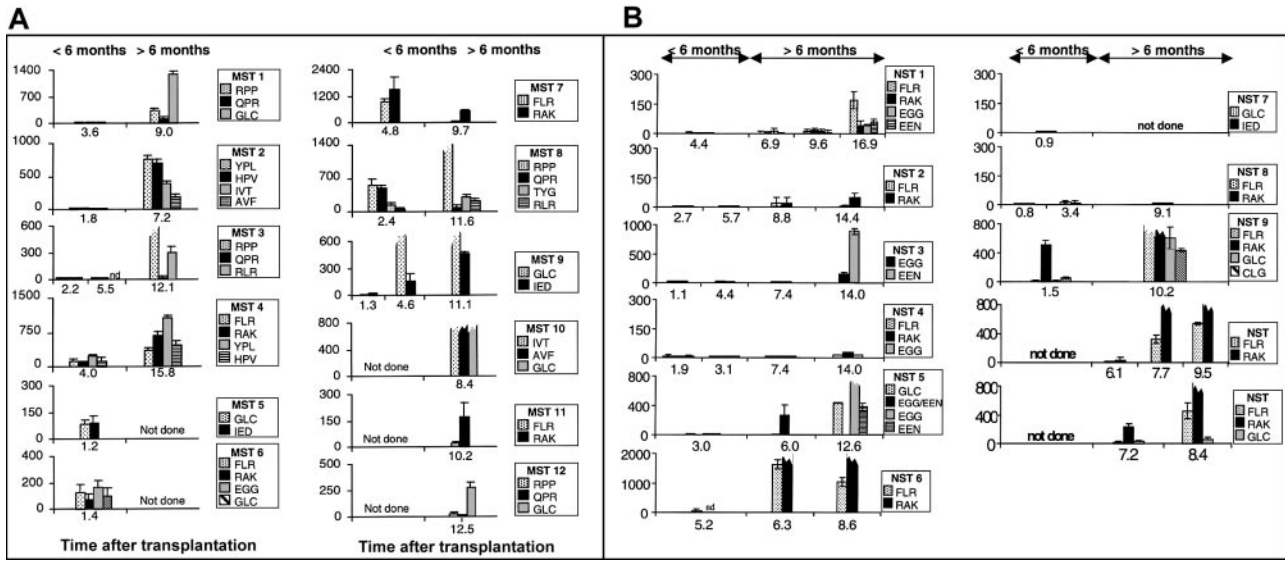 A
< 6 months > 6 months
1400
700
0
3.6 9.0
MST 1
RPP
QPR
GLC
1000
500
0
1.8 7.2
MST 2
YPL
HPV
IVT
AVF
600
300
0
nd
2.2 5.5 12.1
MST 3
RPP
QPR
RLR
1500
750
0
4.0 15.8
MST 4
FLR
RAK
YPL
HPV
300
150
0
Not done
1.2
MST 5
GLC
IED
400
200
0
Not done
1.4
MST 6
FLR
RAK
EGG
GLC
Time after transplantation
< 6 months > 6 months
2400
1200
0
4.8 9.7
MST 7
FLR
RAK
1400
700
0
2.4 11.6
MST 8
RPP
QPR
TYG
RLR
600
300
0
1.3 4.6 11.1
MST 9
GLC
IED
800
400
0
Not done
8.4
MST 10
IVT
AVF
GLC
300
150
0
Not done
10.2
MST 11
FLR
RAK
500
250
0
Not done
12.5
MST 12
RPP
QPR
GLC
Time after transplantation
B
< 6 months > 6 months
300
150
0
4.4 6.9 9.6 16.9
NST 1
FLR
RAK
EGG
EEN
300
150
0
2.7 5.7 8.8 14.4
NST 2
FLR
RAK
1000
500
0
1.1 4.4 7.4 14.0
NST 3
EGG
EEN
300
150
0
1.9 3.1 7.4 14.0
NST 4
FLR
RAK
EGG
800
400
0
3.0 6.0 12.6
NST 5
GLC
EGG/EEN
EGG
EEN
2000
1000
0
nd
5.2 6.3 8.6
NST 6
FLR
RAK
< 6 months > 6 months
300
150
0
not done
0.9
NST 7
GLC
IED
300
150
0
0.8 3.4 9.1
NST 8
FLR
RAK
800
400
0
1.5 10.2
NST 9
FLR
RAK
GLC
CLG
800
400
0
not done
6.1 7.7 9.5
NST
FLR
RAK
800
400
0
not done
7.2 8.4
NST
FLR
RAK
GLC